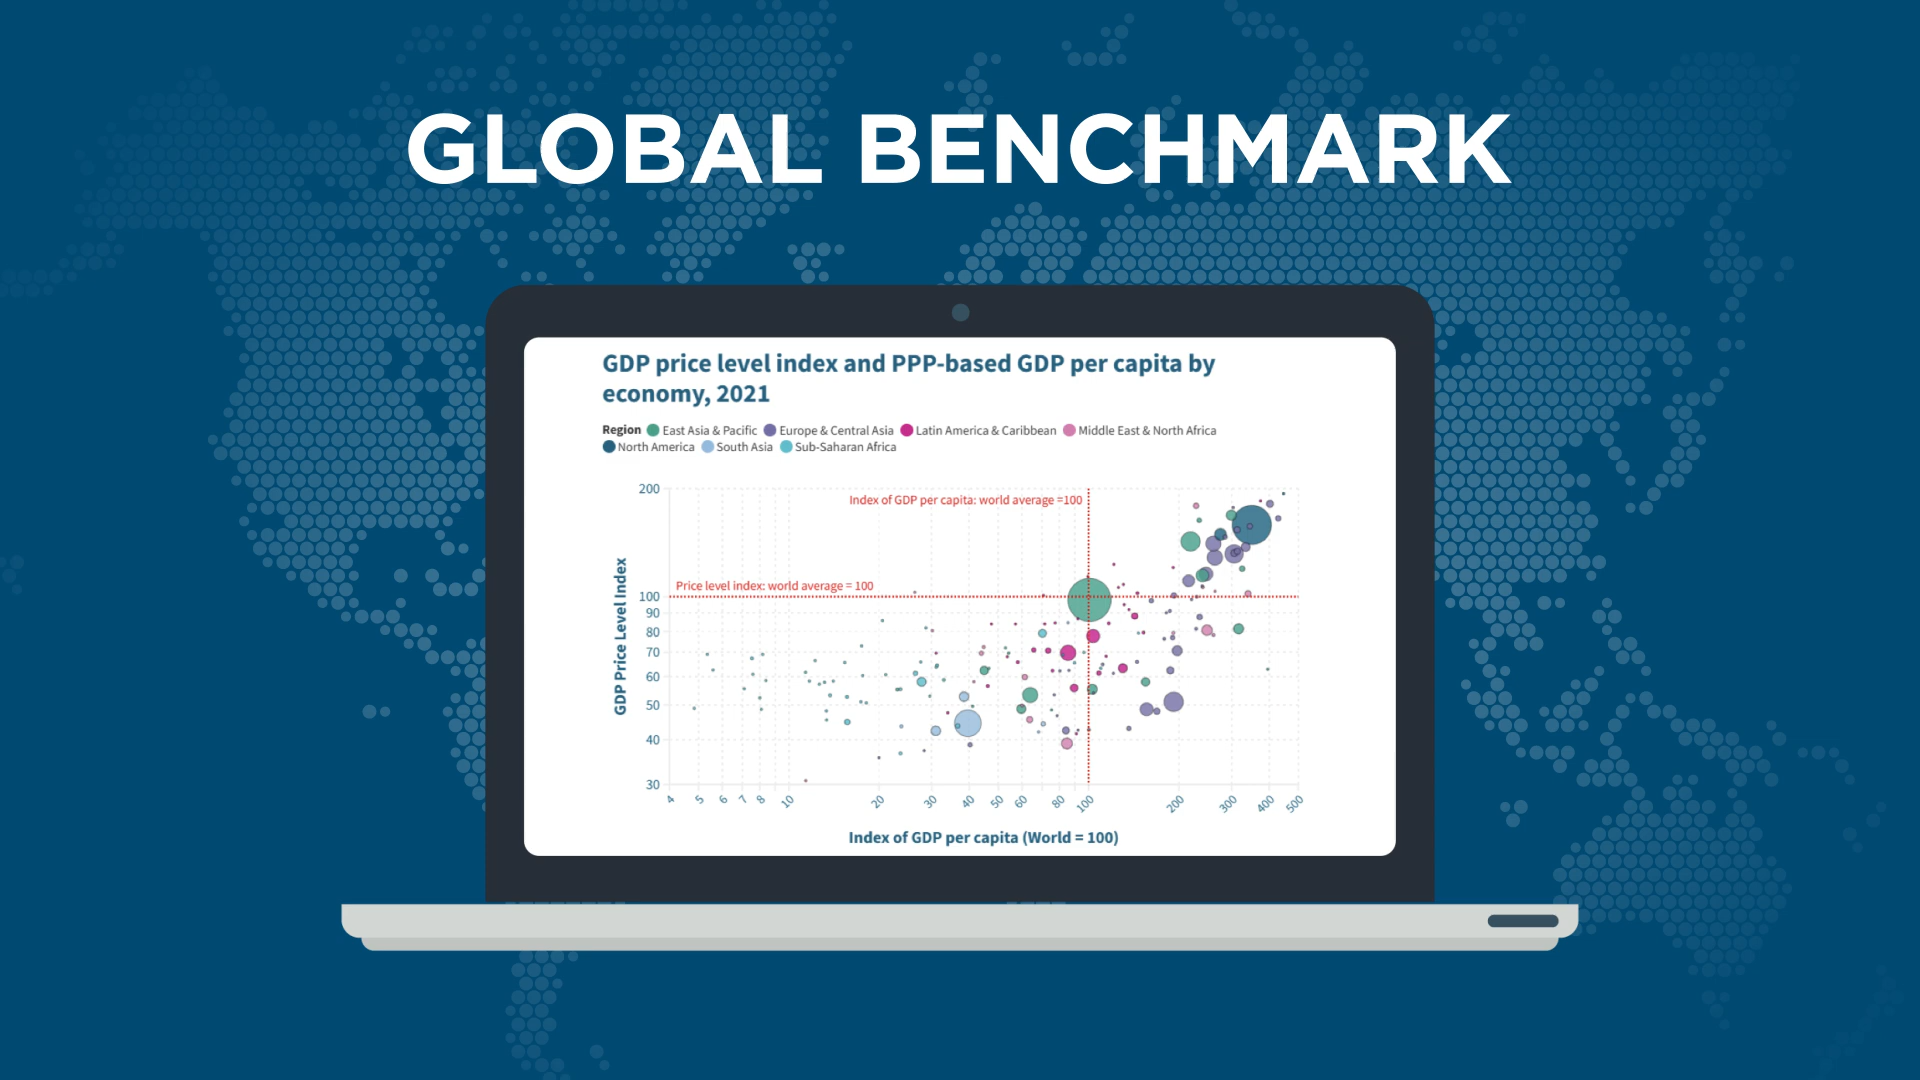 GLOBAL BENCHMARK
GDP price level index and PPP-based GDP per capita by
economy, 2021
Region East Asia & Pacific Europe & Central Asia Latin America & Caribbean Middle East & North Africa
North America South Asia Sub-Saharan Africa
200
Index of GDP per capita: world average =100
Price level index: world average = 100
100
90
80
70
60
50
40
30
GDP Price Level Index
4 5 6 7 8 10 20 30 40 50 60 80 100 200 300 400 500
Index of GDP per capita (World = 100)